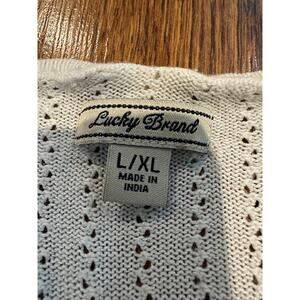 Lucky Brand
L/XL
MADE IN
INDIA